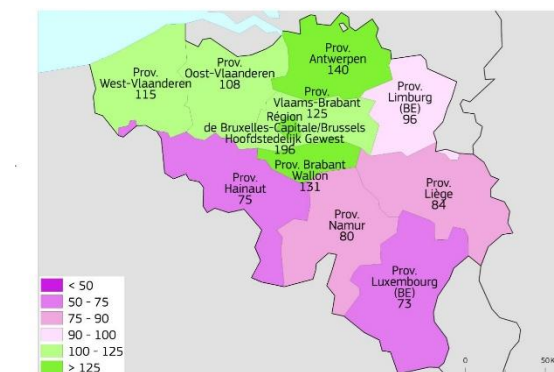 Prov.
Antwerpen
140
Prov.
West-Vlaanderen
115
Prov.
Oost-Vlaanderen
108
Prov.
Vlaams-Brabant
125
Prov.
Limburg
(BE)
96
Région
de Bruxelles-Capitale/Brussels
Hoofdstedelijk Gewest
196
Prov. Brabant
Wallon
131
Prov.
Hainaut
75
Prov.
Liège
84
Prov.
Namur
80
Prov.
Luxembourg
(BE)
73
< 50
50 - 75
75 - 90
90 - 100
100 - 125
> 125
0 50K